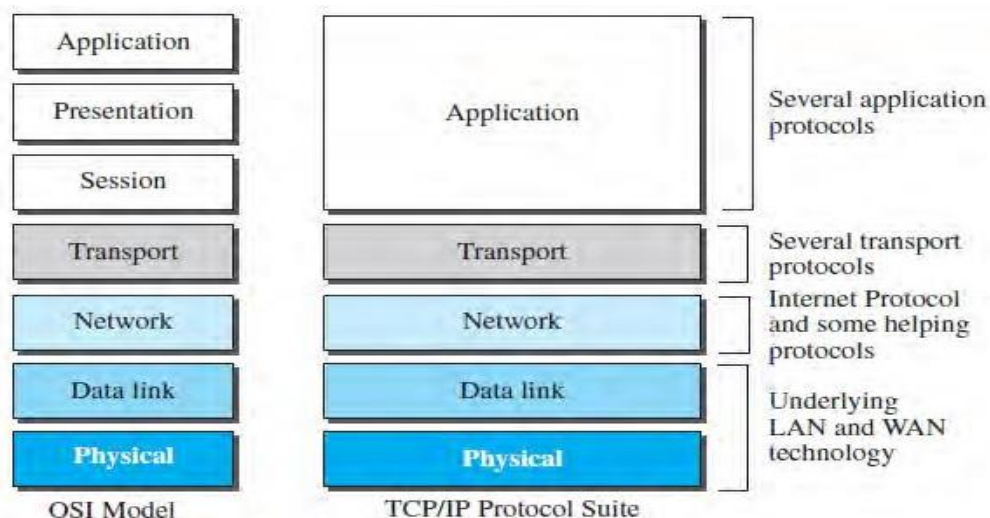 Application
Presentation
Session
Transport
Network
Data link
Physical
OSI Model
Application
Transport
Network
Data link
Physical
TCP/IP Protocol Suite
Several application
protocols
Several transport
protocols
Internet Protocol
and some helping
protocols
Underlying
LAN and WAN
technology